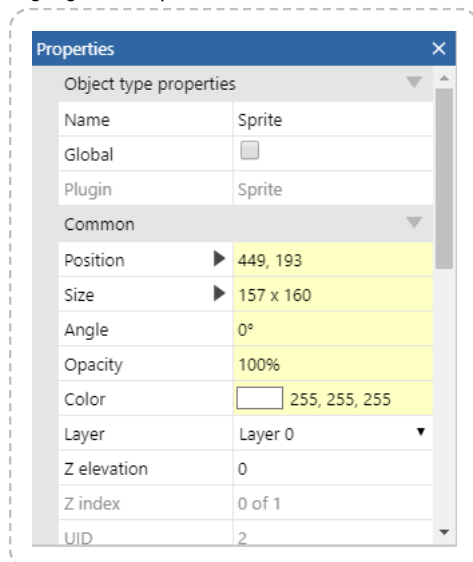 Properties
Object type properties
Name Sprite
Global
Plugin Sprite
Common
Position 449, 193
Size 157 x 160
Angle 0°
Opacity 100%
Color 255, 255, 255
Layer Layer 0
Z elevation 0
Z index 0 of 1
UID 2